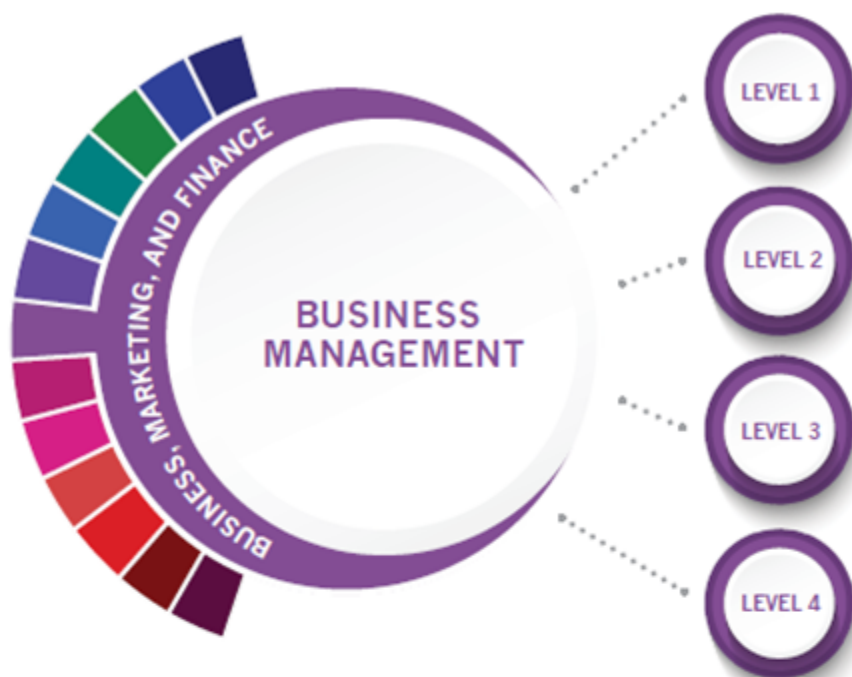 BUSINESS, MARKETING, AND FINANCE
BUSINESS
MANAGEMENT
LEVEL 1
LEVEL 2
LEVEL 3
LEVEL 4